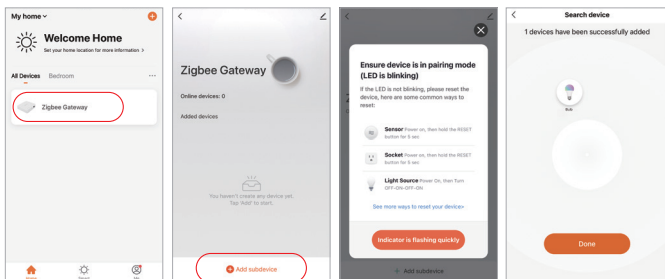 My home
Welcome Home
Set your home location for more information >
All Devices Bedroom ...
Zigbee Gateway
Home
Smart
Me
Zigbee Gateway
Online devices: 0
Added devices
You haven't create any device yet.
Tap "Add" to start.
Add subdevice
Ensure device is in pairing mode
(LED is blinking)
If the LED is not blinking, please reset the
device, here are some common ways to
reset:
Sensor Power on, then hold the RESET
button for 5 sec
Socket Power on, then hold the RESET
button for 5 sec
Light Source Power On, then Turn
OFF-ON-OFF-ON
See more ways to reset your device>
Indicator is flashing quickly
+ Add subdevice
Search device
1 devices have been successfully added
Bulb
Done